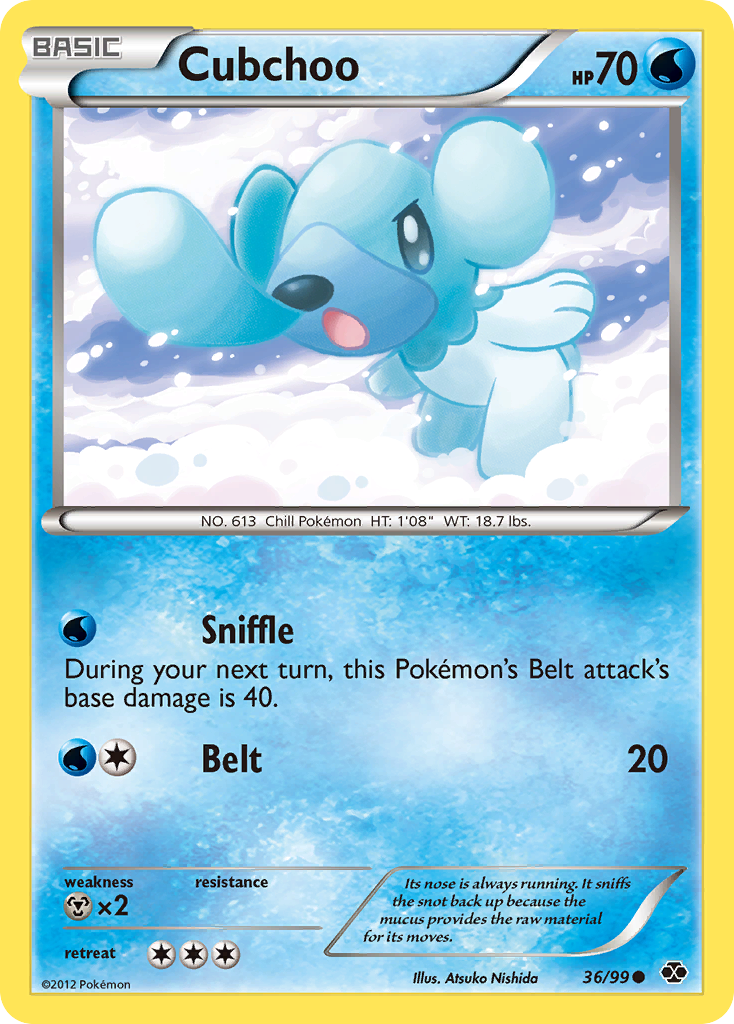 BASIC
Cubchoo
HP70
NO. 613 Chill Pokémon HT: 1'08" WT: 18.7 lbs.
Sniffle
During your next turn, this Pokémon's Belt attack's
base damage is 40.
Belt 20
weakness resistance
×2
retreat
Its nose is always running. It sniffs
the snot back up because the
mucus provides the raw material
for its moves.
©2012 Pokémon
Illus. Atsuko Nishida
36/99